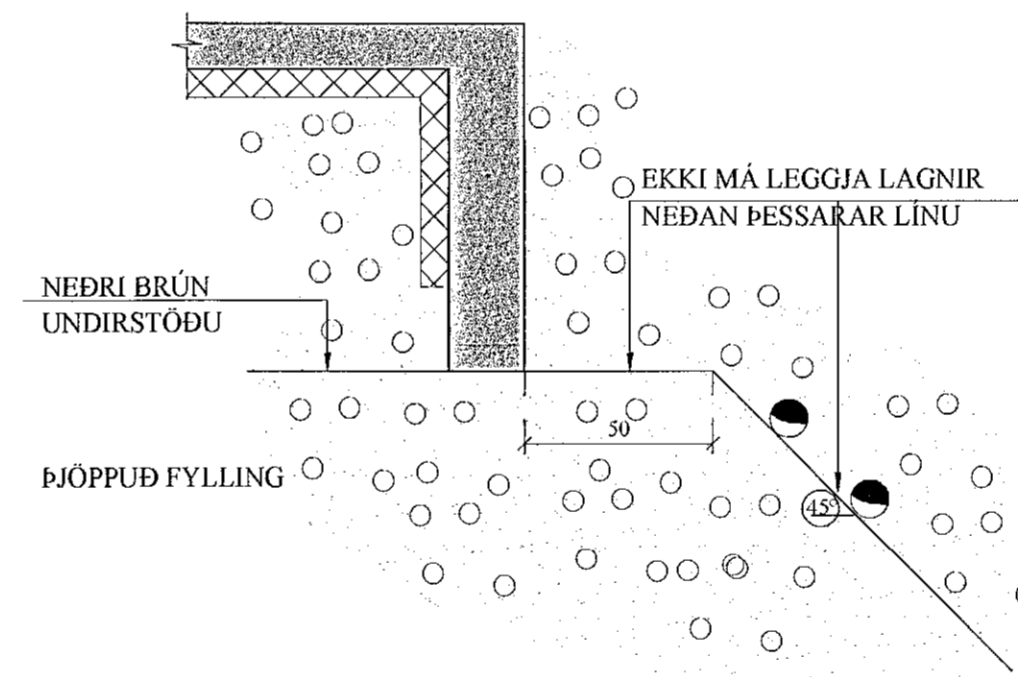 EKKI MÁ LEGGJA LAGNIR
NEÐAN ÞESSARAR LÍNU
NEÐRI BRÚN
UNDIRSTÖÐU
50
ÞJÖPPUÐ FYLLING
45°